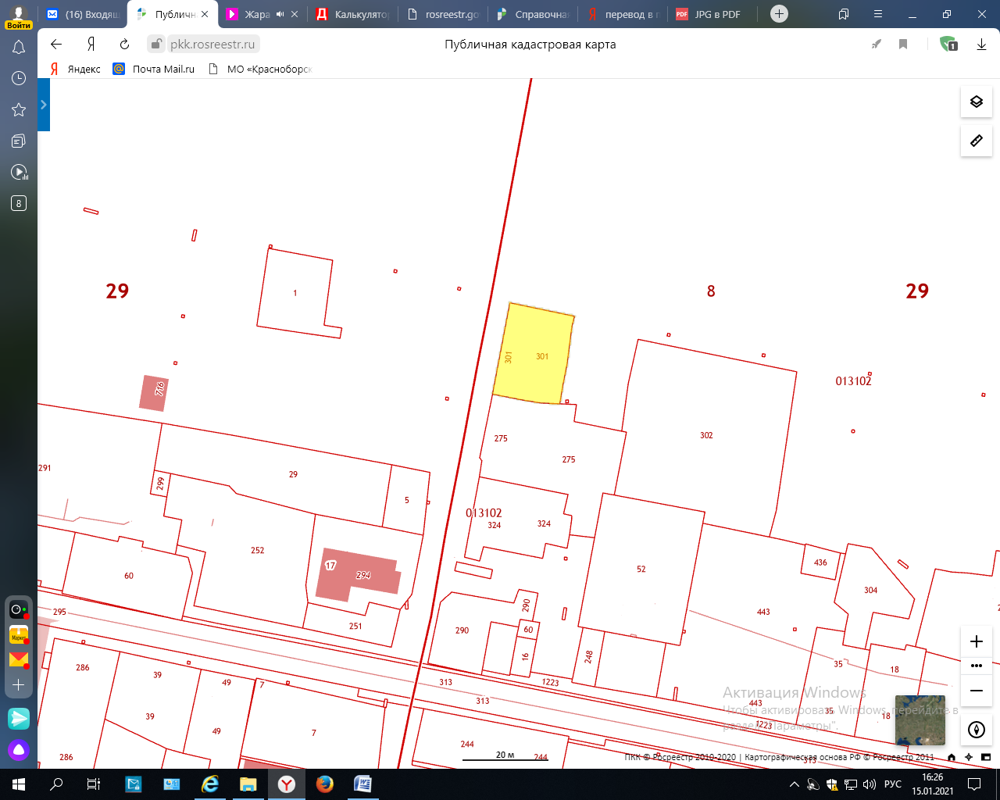 Войти
(16) Входящ
Публичн
Жара
Калькулятор
rosreestr.go
Справочная
перевод в г
JPG в PDF
pkk.rosreestr.ru
Публичная кадастровая карта
1
Яндекс
Почта Mail.ru
МО «Красноборск
8
29
1
8
29
301
301
013102
716
302
275
275
291
299
29
5
013102
324
324
252
17
294
60
52
436
304
443
295
251
290
290
60
16
248
286
39
49
7
313
1223
35
18
313
443
39
49
7
35
18
1223
244
286
244
313
Маркет
20 м
Активация Windows
Чтобы активировать Windows, перейдите в
раздел "Параметры".
ПКК © Росреестр 2010-2020 | Картографическая основа РФ © Росреестр 2011
РУС
16:26
15.01.2021